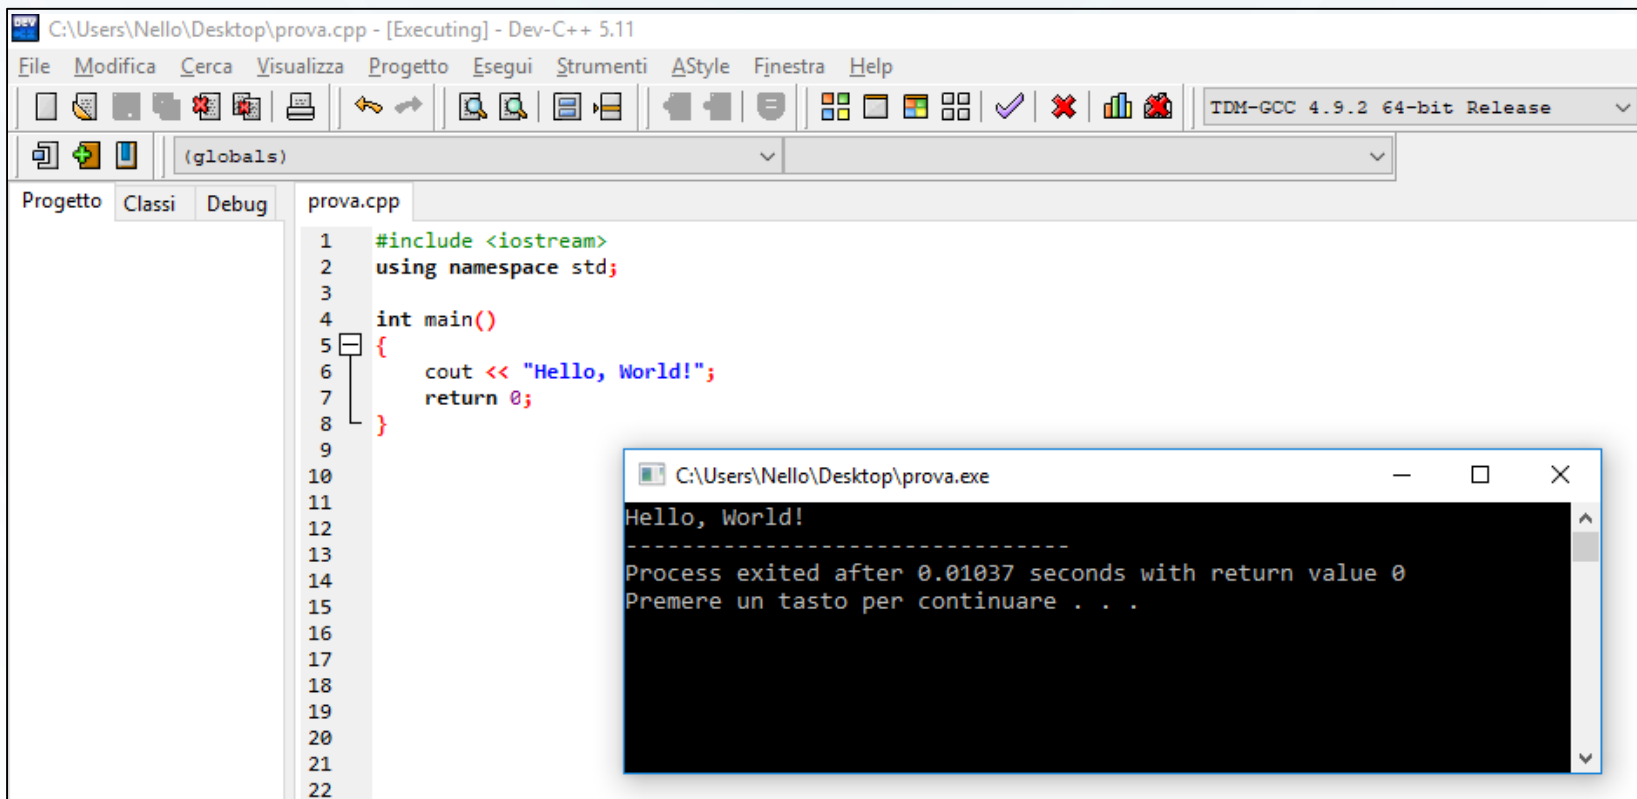 C:\Users\Nello\Desktop\prova.cpp - [Executing] - Dev-C++ 5.11
File Modifica Cerca Visualizza Progetto Esegui Strumenti AStyle Finestra Help
TDM-GCC 4.9.2 64-bit Release
(globals)
Progetto Classi Debug prova.cpp
1 #include <iostream>
2 using namespace std;
3
4 int main()
5 {
6 cout << "Hello, World!";
7 return 0;
8 }
9
10
11
12
13
14
15
16
17
18
19
20
21
22
C:\Users\Nello\Desktop\prova.exe
Hello, World!
--------------------------------
Process exited after 0.01037 seconds with return value 0
Premere un tasto per continuare . . .